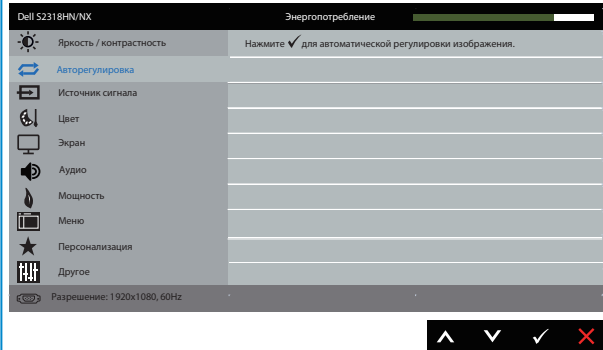 Dell S2318HN/NX Энергопотребление
Яркость / контрастность Нажмите ✓ для автоматической регулировки изображения.
Авторегулировка
Источник сигнала
Цвет
Экран
Аудио
Мощность
Меню
Персонализация
Другое
Разрешение: 1920x1080, 60Hz